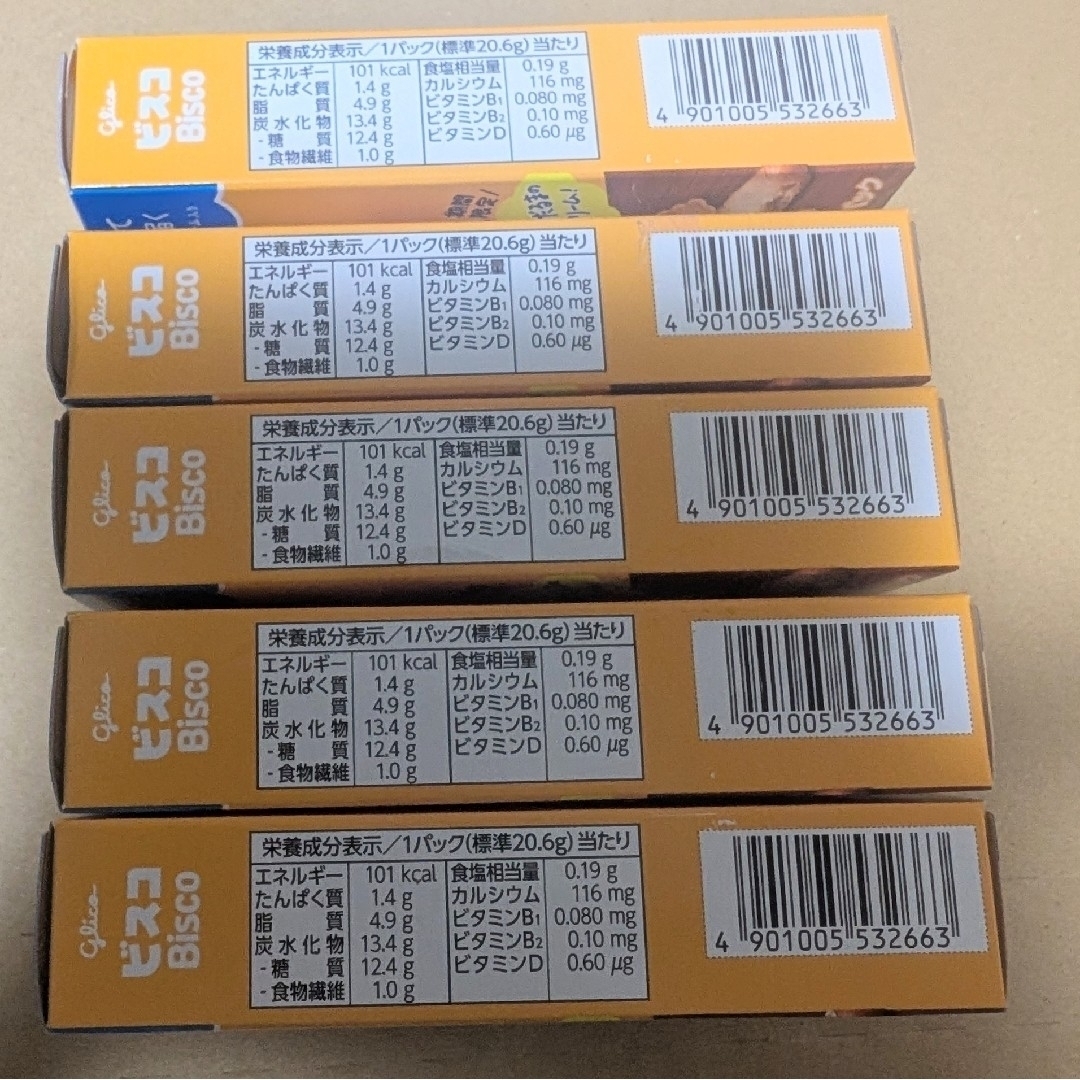 glico
ビスコ
Bisco
栄養成分表示／1パック(標準20.6g)当たり
エネルギー 101 kcal 食塩相当量 0.19 g
たんぱく質 1.4 g カルシウム 116 mg
脂質 4.9 g ビタミンB1 0.080 mg
炭水化物 13.4 g ビタミンB2 0.10 mg
-糖質 12.4 g ビタミンD 0.60 μg
-食物繊維 1.0 g
4 901005 532663
glico
ビスコ
Bisco
栄養成分表示／1パック(標準20.6g)当たり
エネルギー 101 kcal 食塩相当量 0.19 g
たんぱく質 1.4 g カルシウム 116 mg
脂質 4.9 g ビタミンB1 0.080 mg
炭水化物 13.4 g ビタミンB2 0.10 mg
-糖質 12.4 g ビタミンD 0.60 μg
-食物繊維 1.0 g
4 901005 532663
glico
ビスコ
Bisco
栄養成分表示／1パック(標準20.6g)当たり
エネルギー 101 kcal 食塩相当量 0.19 g
たんぱく質 1.4 g カルシウム 116 mg
脂質 4.9 g ビタミンB1 0.080 mg
炭水化物 13.4 g ビタミンB2 0.10 mg
-糖質 12.4 g ビタミンD 0.60 μg
-食物繊維 1.0 g
4 901005 532663
glico
ビスコ
Bisco
栄養成分表示／1パック(標準20.6g)当たり
エネルギー 101 kcal 食塩相当量 0.19 g
たんぱく質 1.4 g カルシウム 116 mg
脂質 4.9 g ビタミンB1 0.080 mg
炭水化物 13.4 g ビタミンB2 0.10 mg
-糖質 12.4 g ビタミンD 0.60 μg
-食物繊維 1.0 g
4 901005 532663
glico
ビスコ
Bisco
栄養成分表示／1パック(標準20.6g)当たり
エネルギー 101 kcal 食塩相当量 0.19 g
たんぱく質 1.4 g カルシウム 116 mg
脂質 4.9 g ビタミンB1 0.080 mg
炭水化物 13.4 g ビタミンB2 0.10 mg
-糖質 12.4 g ビタミンD 0.60 μg
-食物繊維 1.0 g
4 901005 532663